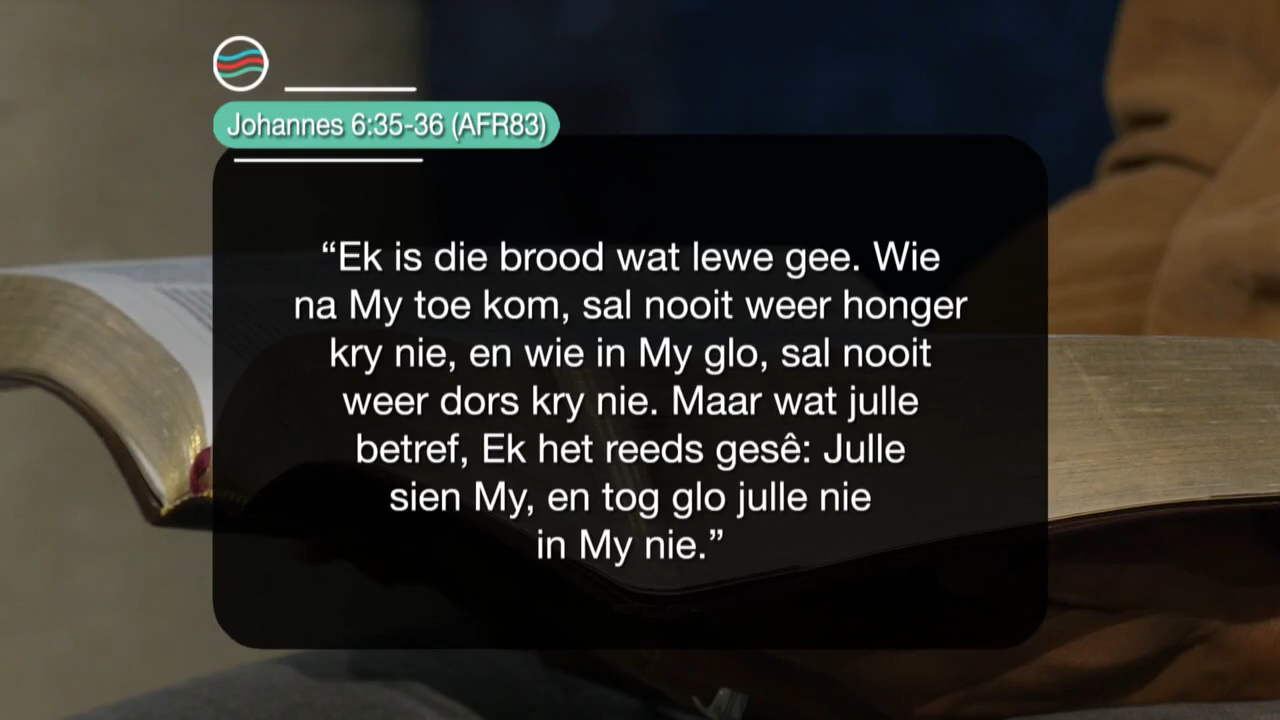 Johannes 6:35-36 (AFR83)
“Ek is die brood wat lewe gee. Wie
na My toe kom, sal nooit weer honger
kry nie, en wie in My glo, sal nooit
weer dors kry nie. Maar wat julle
betref, Ek het reeds gesê: Julle
sien My, en tog glo julle nie
in My nie.”